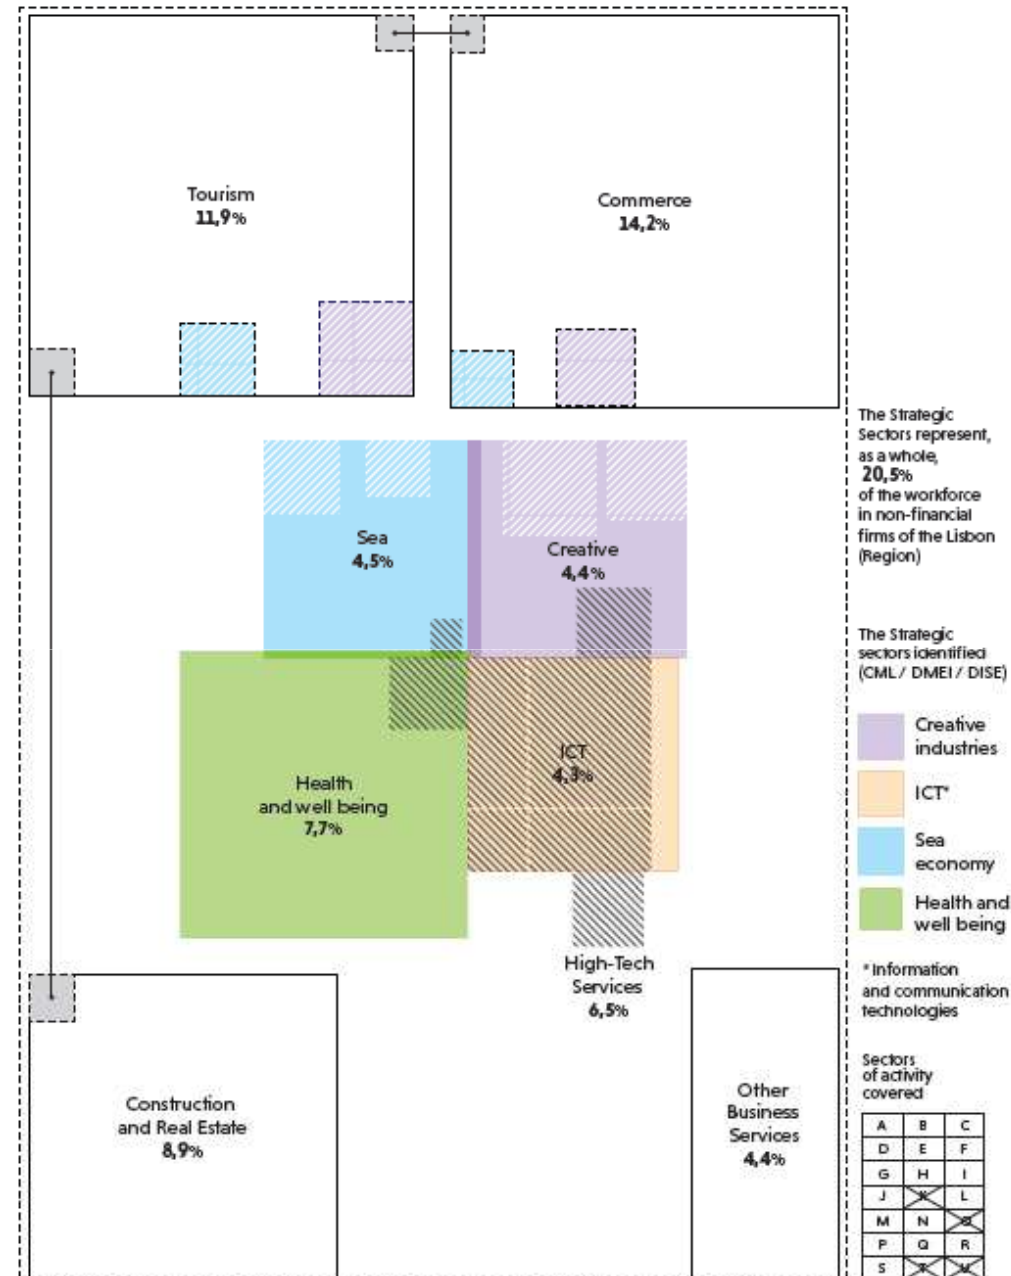 Tourism
11,9%
Commerce
14,2%
Sea
4,5%
Creative
4,4%
Health
and well being
7,7%
ICT
4,3%
High-Tech
Services
6,5%
Construction
and Real Estate
8,9%
Other
Business
Services
4,4%
The Strategic
Sectors represent,
as a whole,
20,5%
of the workforce
in non-financial
firms of the Lisbon
(Region)
The Strategic
sectors identified
(CML / DMEI / DISE)
Creative
industries
ICT*
Sea
economy
Health and
well being
* Information
and communication
technologies
Sectors
of activity
covered
A B C
D E F
G H I
J K L
M N O
P Q R
S T U